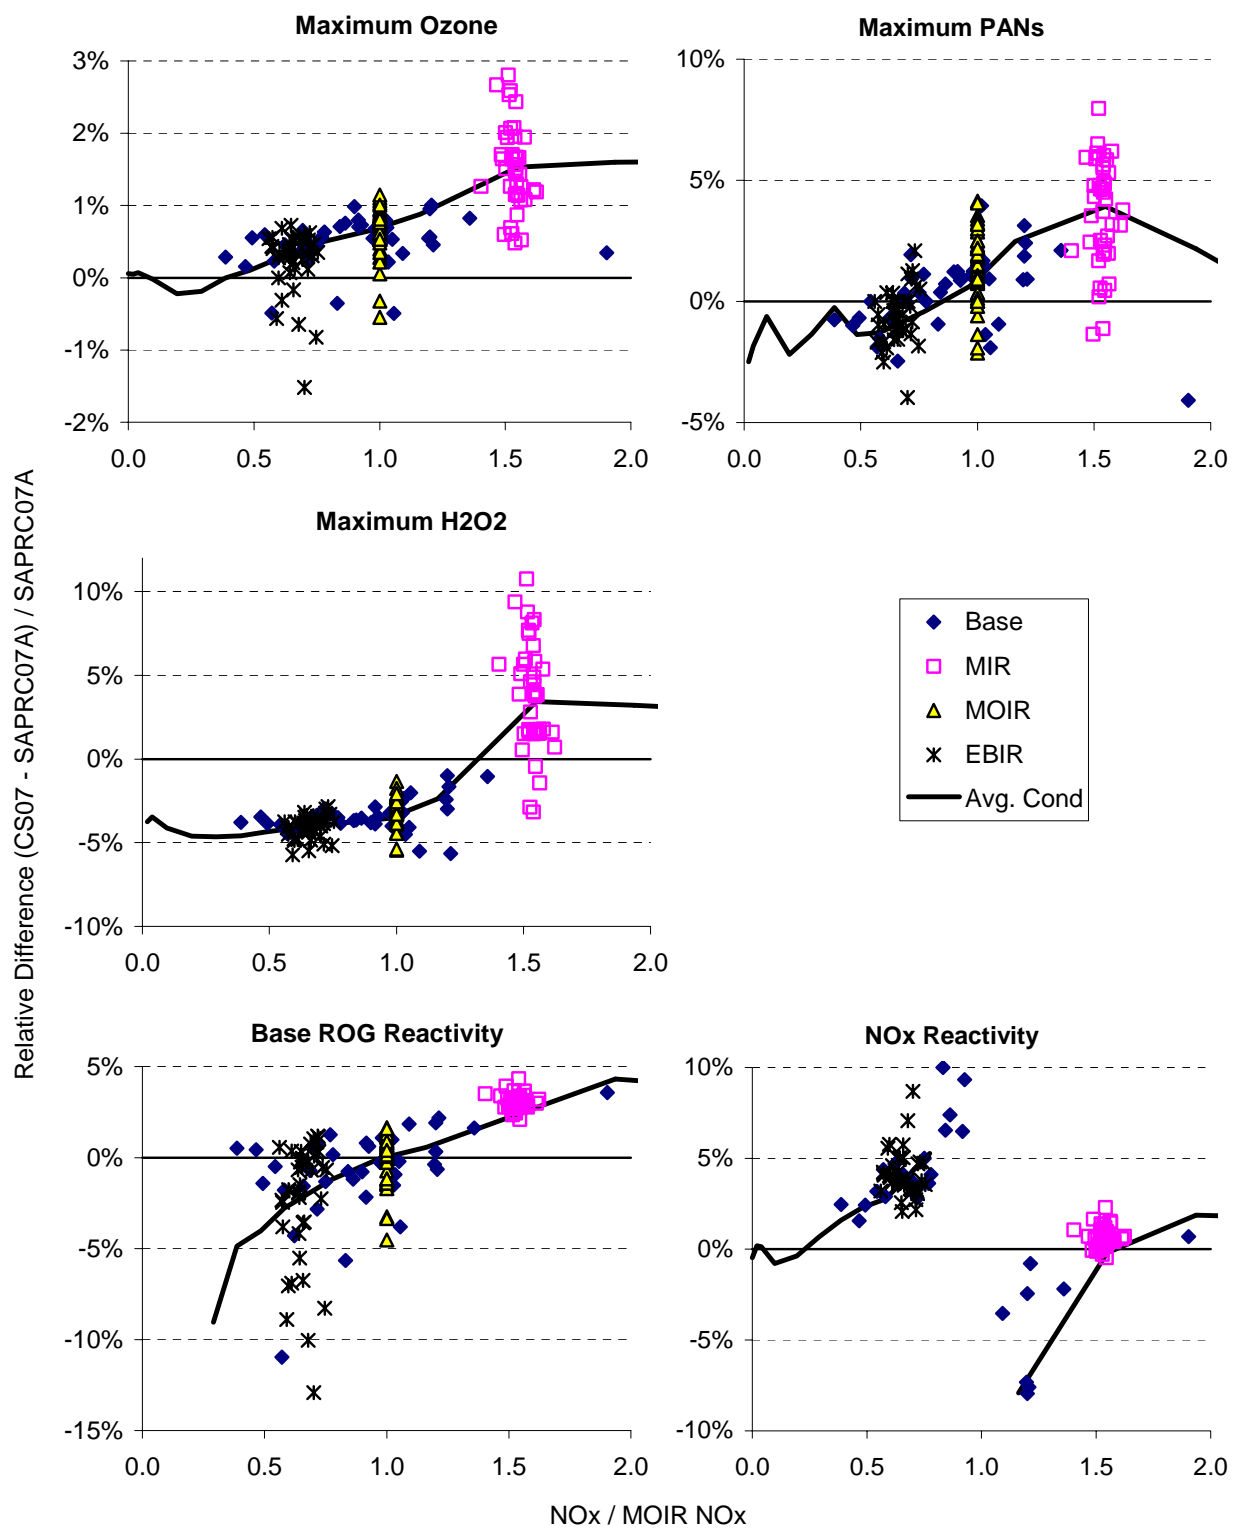 Maximum Ozone
3%
2%
1%
0%
-1%
-2%
0.0 0.5 1.0 1.5 2.0
Maximum PANs
10%
5%
0%
-5%
0.0 0.5 1.0 1.5 2.0
Relative Difference (CS07 - SAPRC07A) / SAPRC07A
Maximum H2O2
10%
5%
0%
-5%
-10%
0.0 0.5 1.0 1.5 2.0
Base
MIR
MOIR
EBIR
Avg. Cond
Base ROG Reactivity
5%
0%
-5%
-10%
-15%
0.0 0.5 1.0 1.5 2.0
NOx Reactivity
10%
5%
0%
-5%
-10%
0.0 0.5 1.0 1.5 2.0
NOx / MOIR NOx